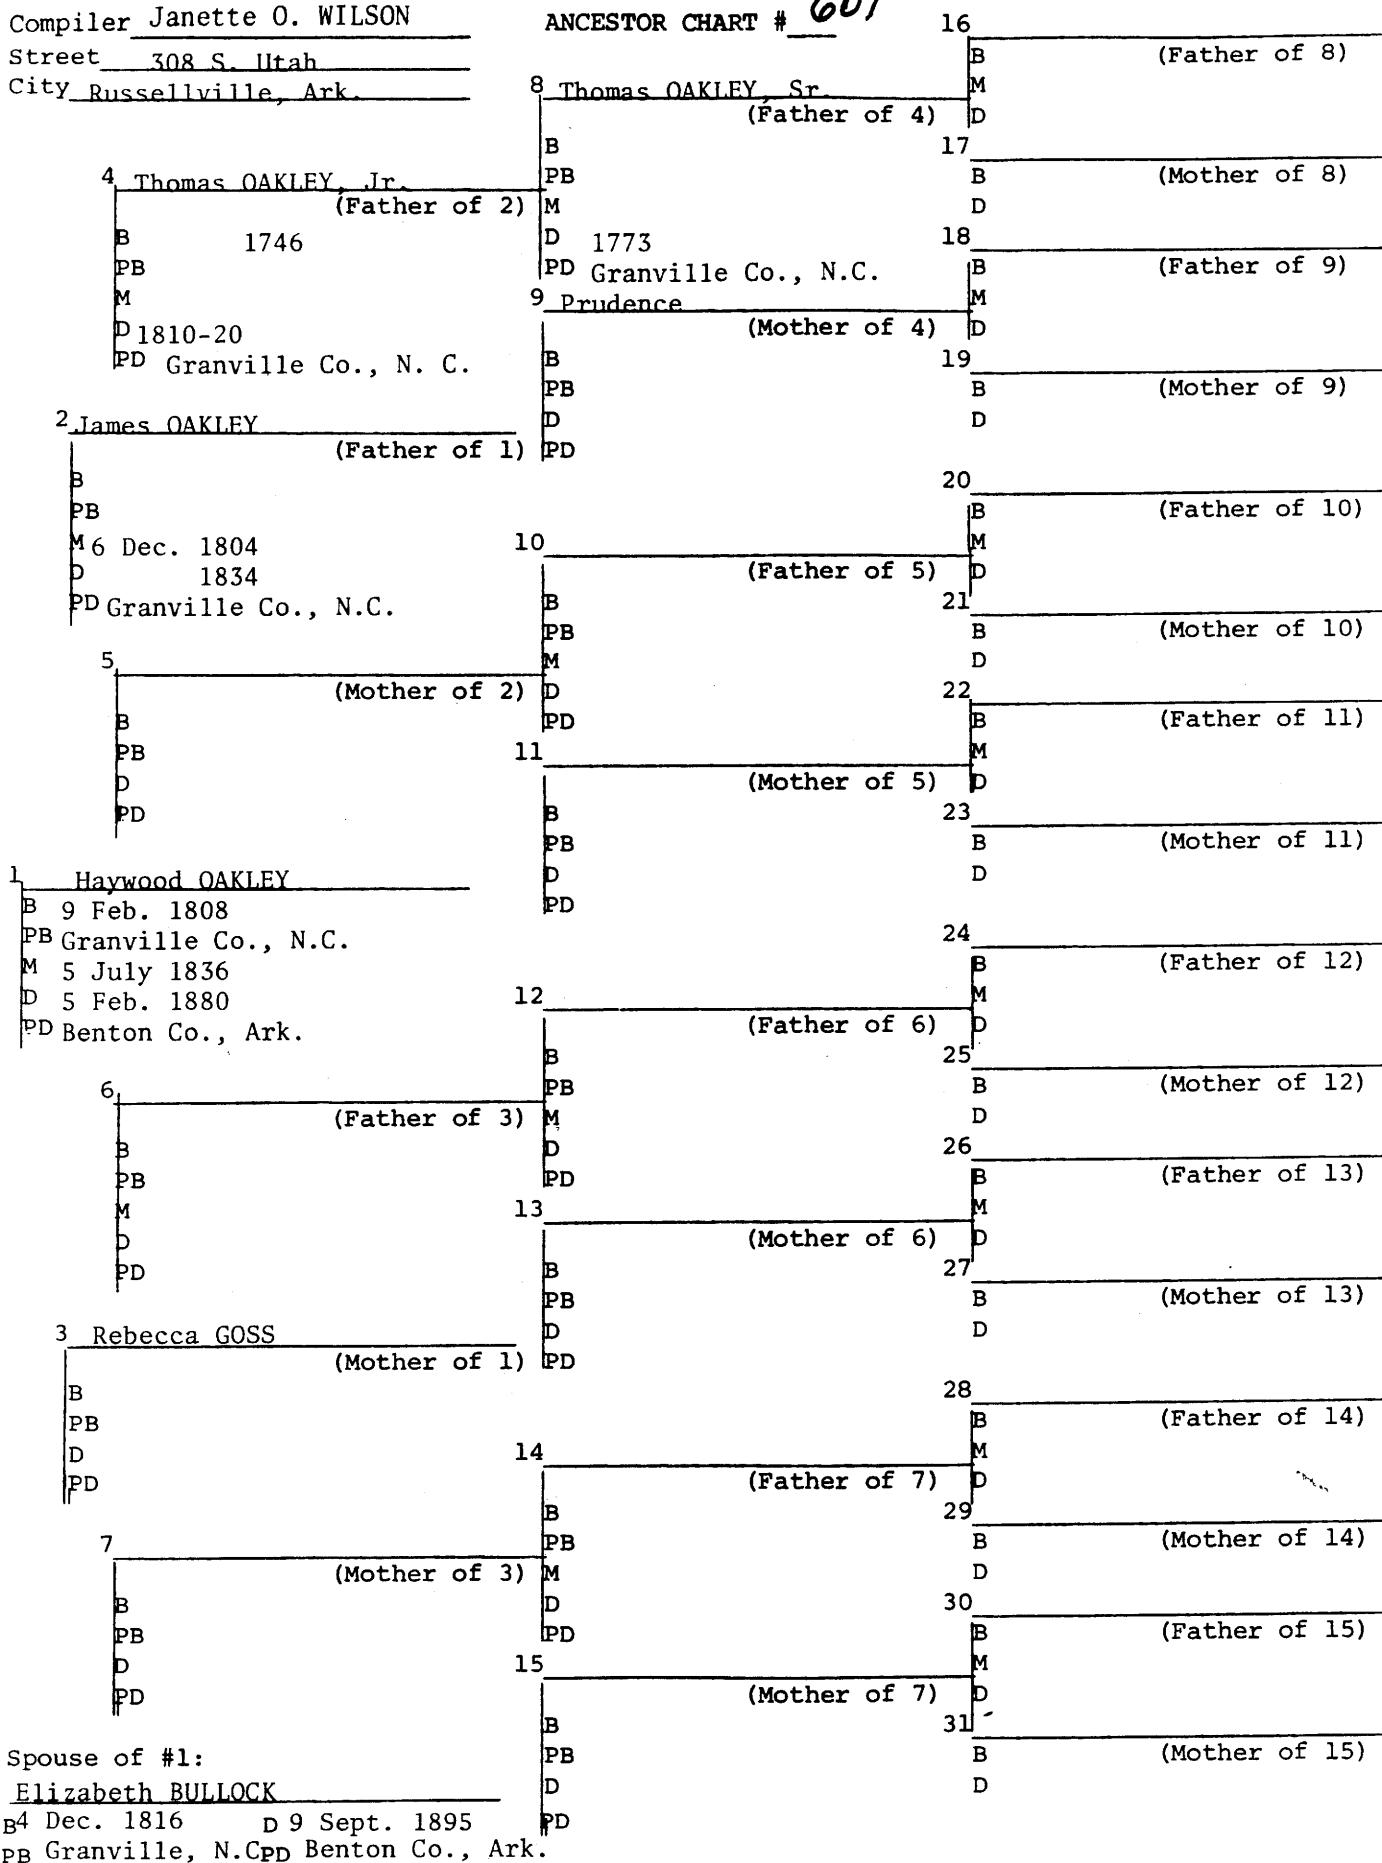 Compiler Janette O. WILSON
Street 308 S. Utah
City Russellville, Ark.
ANCESTOR CHART # 601
4 Thomas OAKLEY, Jr.
(Father of 2)
B 1746
PB
M
D 1810-20
PD Granville Co., N. C.
2 James OAKLEY
(Father of 1)
B
PB
M 6 Dec. 1804
D 1834
PD Granville Co., N.C.
5
(Mother of 2)
B
PB
D
PD
1 Haywood OAKLEY
B 9 Feb. 1808
PB Granville Co., N.C.
M 5 July 1836
D 5 Feb. 1880
PD Benton Co., Ark.
6
(Father of 3)
B
PB
M
D
PD
3 Rebecca GOSS
(Mother of 1)
B
PB
D
PD
7
(Mother of 3)
B
PB
D
PD
Spouse of #1:
Elizabeth BULLOCK
B 4 Dec. 1816 D 9 Sept. 1895
PB Granville, N.C PD Benton Co., Ark.
8 Thomas OAKLEY, Sr.
(Father of 4)
B
PB
M
D 1773
PD Granville Co., N.C.
9 Prudence
(Mother of 4)
B
PB
D
PD
10
(Father of 5)
B
PB
M
D
PD
11
(Mother of 5)
B
PB
D
PD
12
(Father of 6)
B
PB
M
D
PD
13
(Mother of 6)
B
PB
D
PD
14
(Father of 7)
B
PB
M
D
PD
15
(Mother of 7)
B
PB
D
PD
16
(Father of 8)
B
M
D
17
(Mother of 8)
B
D
18
(Father of 9)
B
M
D
19
(Mother of 9)
B
D
20
(Father of 10)
B
M
D
21
(Mother of 10)
B
D
22
(Father of 11)
B
M
D
23
(Mother of 11)
B
D
24
(Father of 12)
B
M
D
25
(Mother of 12)
B
D
26
(Father of 13)
B
M
D
27
(Mother of 13)
B
D
28
(Father of 14)
B
M
D
29
(Mother of 14)
B
D
30
(Father of 15)
B
M
D
31
(Mother of 15)
B
D